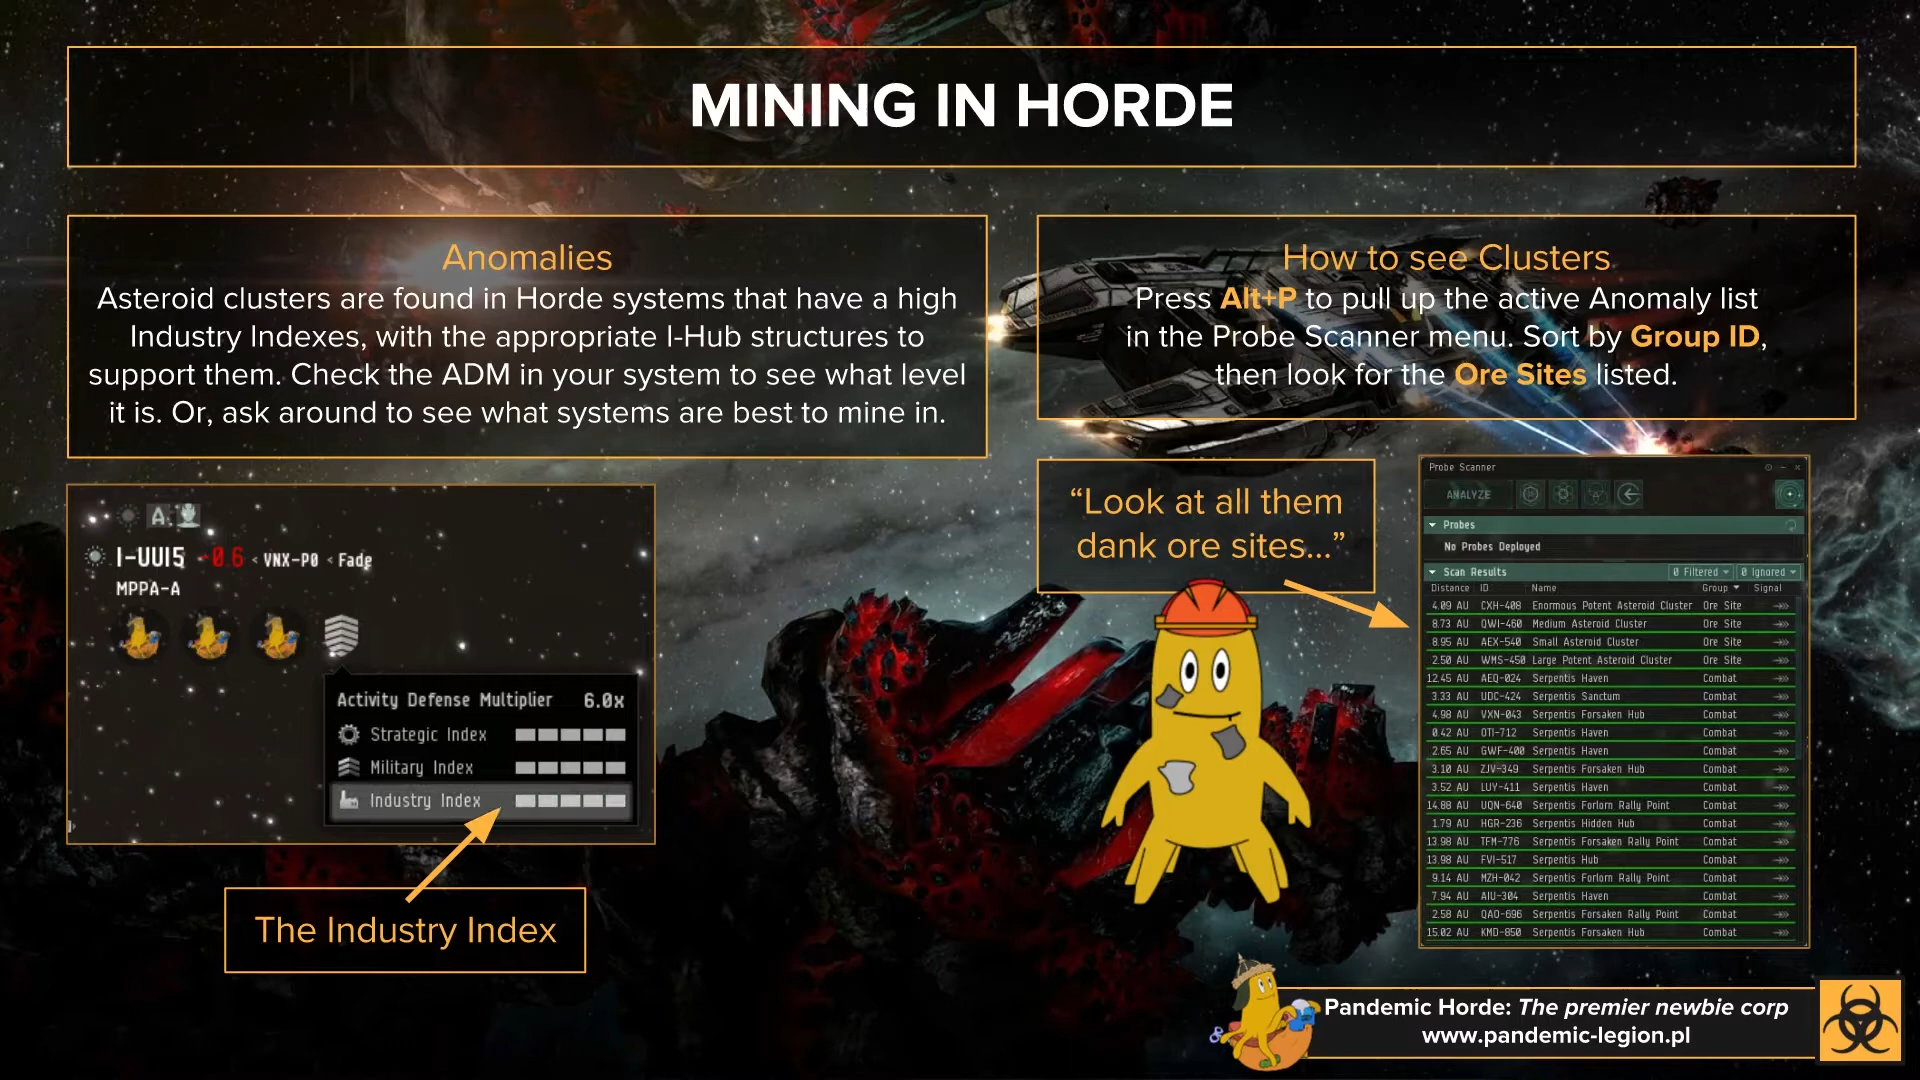 MINING IN HORDE
Anomalies
Asteroid clusters are found in Horde systems that have a high
Industry Indexes, with the appropriate I-Hub structures to
support them. Check the ADM in your system to see what level
it is. Or, ask around to see what systems are best to mine in.
How to see Clusters
Press Alt+P to pull up the active Anomaly list
in the Probe Scanner menu. Sort by Group ID,
then look for the Ore Sites listed.
A
I-UUI5 -0.6 < VNX-P0 < Fade
MPPA-A
Activity Defense Multiplier 6.0x
Strategic Index
Military Index
Industry Index
The Industry Index
“Look at all them
dank ore sites...”
Probe Scanner
ANALYZE
Probes
No Probes Deployed
Scan Results 0 Filtered 0 Ignored
Distance ID Name Group Signal
4.09 AU CXH-408 Enormous Potent Asteroid Cluster Ore Site
8.73 AU QWI-460 Medium Asteroid Cluster Ore Site
8.95 AU AEX-540 Small Asteroid Cluster Ore Site
2.50 AU WMS-450 Large Potent Asteroid Cluster Ore Site
12.45 AU AEQ-024 Serpentis Haven Combat
3.33 AU UDC-424 Serpentis Sanctum Combat
4.98 AU VXN-043 Serpentis Forsaken Hub Combat
0.42 AU OTI-712 Serpentis Haven Combat
2.65 AU GWF-400 Serpentis Haven Combat
3.10 AU ZJV-349 Serpentis Forsaken Hub Combat
3.52 AU LUY-411 Serpentis Haven Combat
14.88 AU UQN-640 Serpentis Forlorn Rally Point Combat
1.79 AU HGR-236 Serpentis Hidden Hub Combat
13.98 AU TFM-776 Serpentis Forsaken Rally Point Combat
13.98 AU FVI-517 Serpentis Hub Combat
9.14 AU MZH-042 Serpentis Forlorn Rally Point Combat
7.94 AU AIU-304 Serpentis Haven Combat
2.58 AU QAO-696 Serpentis Forsaken Rally Point Combat
15.02 AU KMD-850 Serpentis Forsaken Hub Combat
Pandemic Horde: The premier newbie corp
www.pandemic-legion.pl